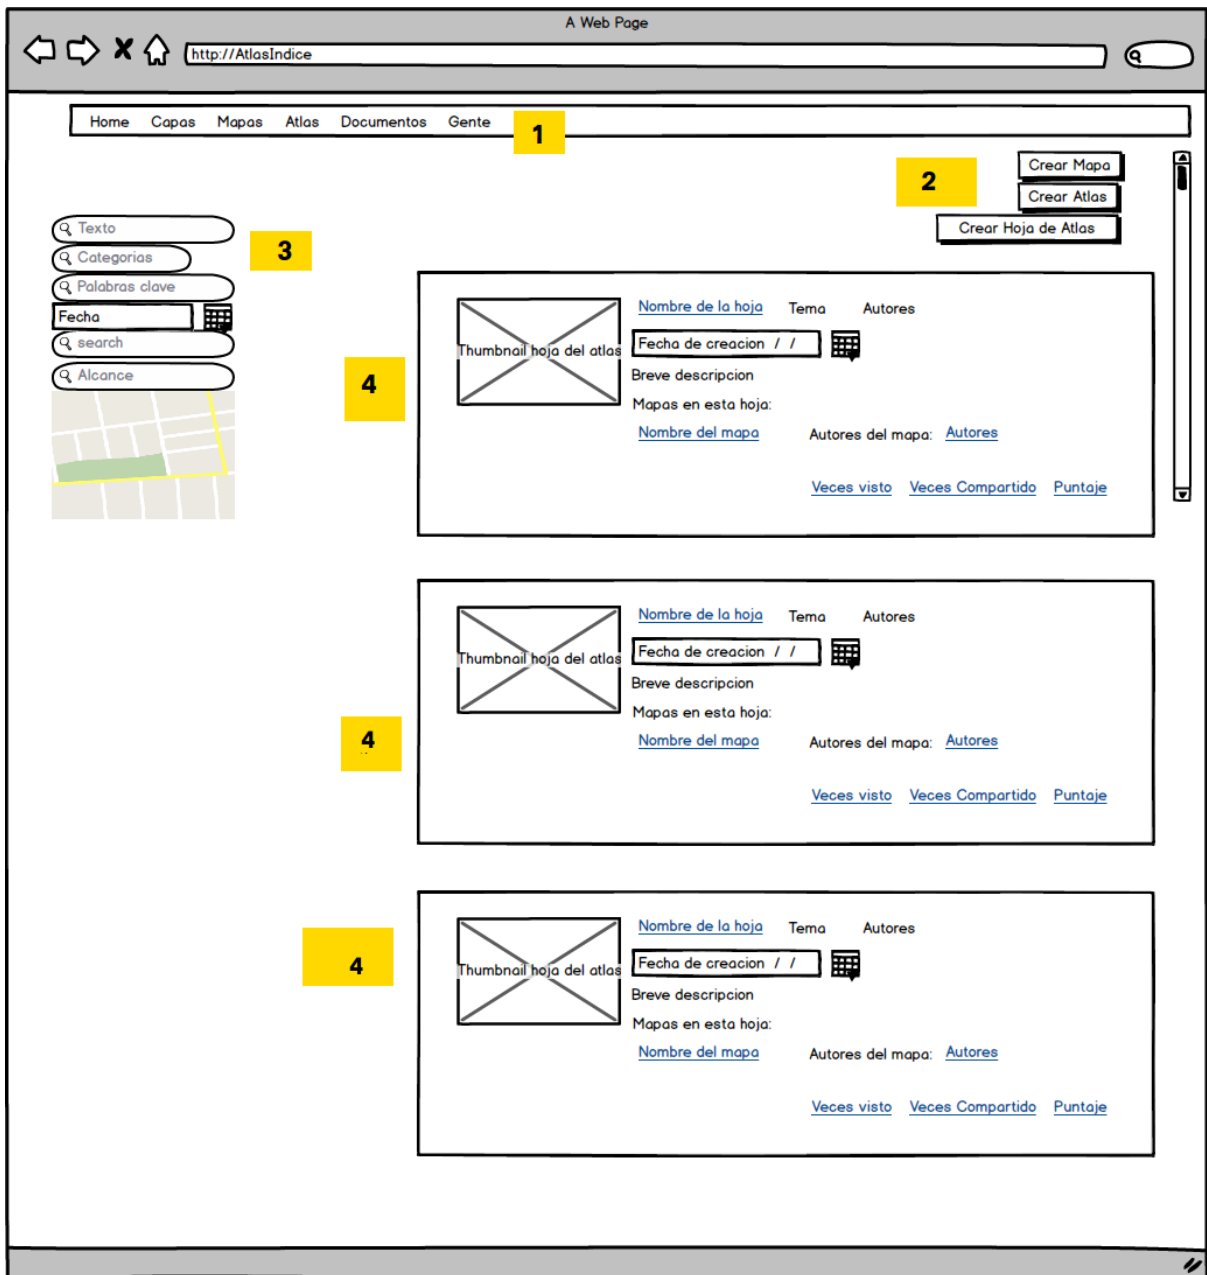 A Web Page
http://AtlasIndice
Home Capas Mapas Atlas Documentos Gente
1
2
Crear Mapa
Crear Atlas
Crear Hoja de Atlas
Texto
Categorias
Palabras clave
Fecha
search
Alcance
3
4
Thumbnail hoja del atlas
Nombre de la hoja Tema Autores
Fecha de creacion / /
Breve descripcion
Mapas en esta hoja:
Nombre del mapa Autores del mapa: Autores
Veces visto Veces Compartido Puntaje
4
Thumbnail hoja del atlas
Nombre de la hoja Tema Autores
Fecha de creacion / /
Breve descripcion
Mapas en esta hoja:
Nombre del mapa Autores del mapa: Autores
Veces visto Veces Compartido Puntaje
4
Thumbnail hoja del atlas
Nombre de la hoja Tema Autores
Fecha de creacion / /
Breve descripcion
Mapas en esta hoja:
Nombre del mapa Autores del mapa: Autores
Veces visto Veces Compartido Puntaje